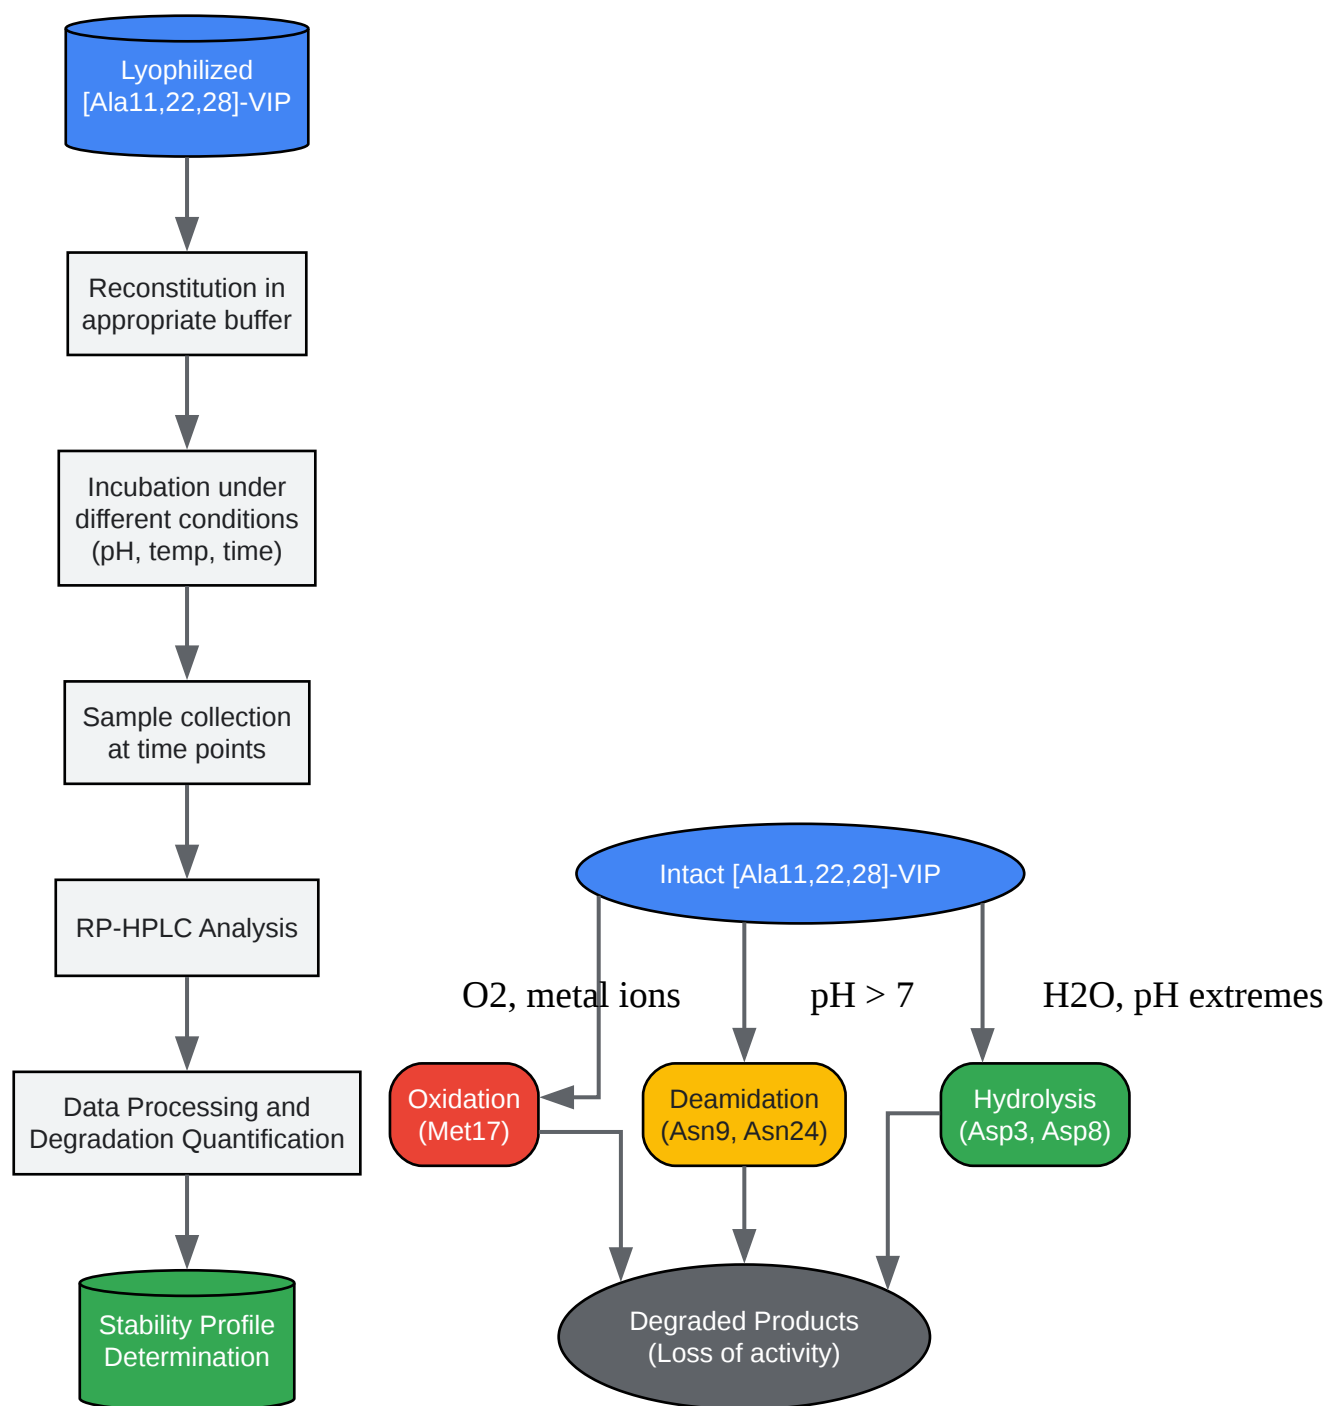 Lyophilized
[Ala11,22,28]-VIP
Reconstitution in
appropriate buffer
Incubation under
different conditions
(pH, temp, time)
Sample collection
at time points
RP-HPLC Analysis
Data Processing and
Degradation Quantification
Stability Profile
Determination
Intact [Ala11,22,28]-VIP
O2, metal ions
pH > 7
H2O, pH extremes
Oxidation
(Met17)
Deamidation
(Asn9, Asn24)
Hydrolysis
(Asp3, Asp8)
Degraded Products
(Loss of activity)